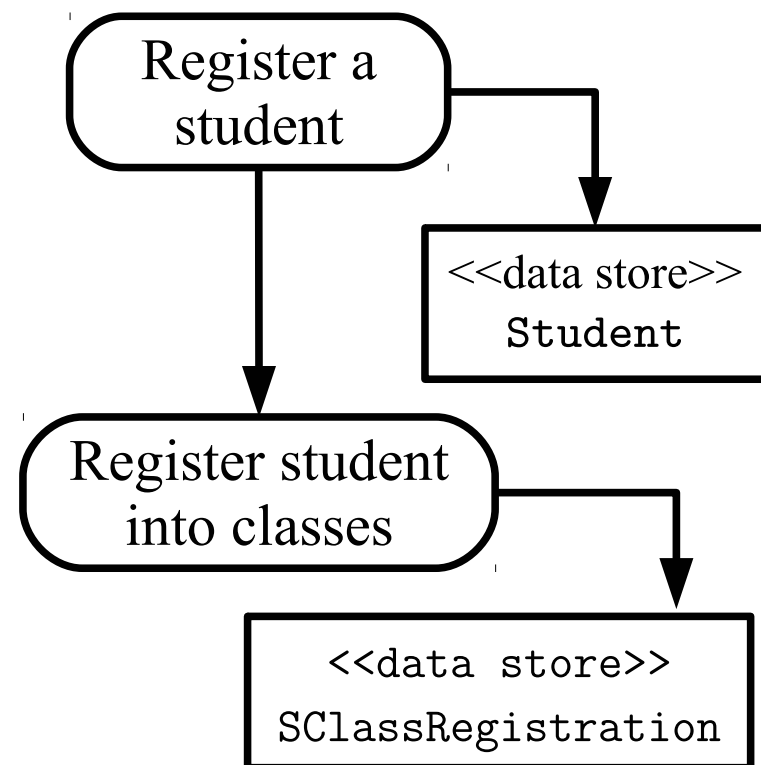 Register a
student
<<data store>>
Student
Register student
into classes
<<data store>>
SClassRegistration